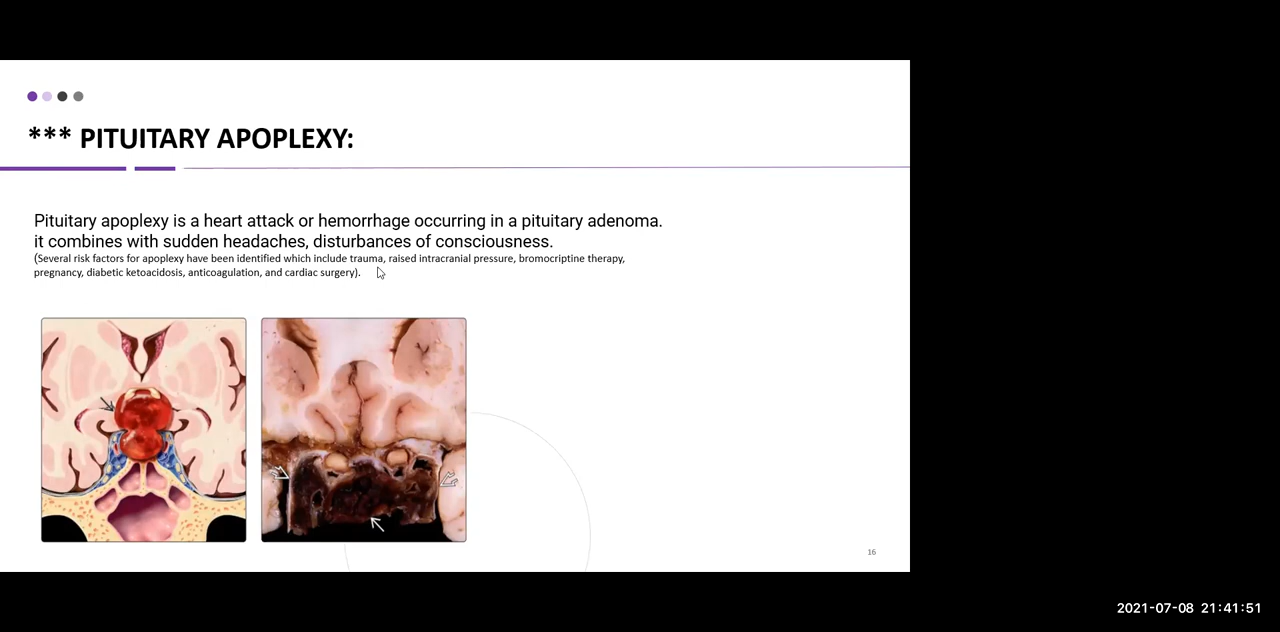 *** PITUITARY APOPLEXY:
Pituitary apoplexy is a heart attack or hemorrhage occurring in a pituitary adenoma.
it combines with sudden headaches, disturbances of consciousness.
(Several risk factors for apoplexy have been identified which include trauma, raised intracranial pressure, bromocriptine therapy,
pregnancy, diabetic ketoacidosis, anticoagulation, and cardiac surgery).
16
2021-07-08 21:41:51